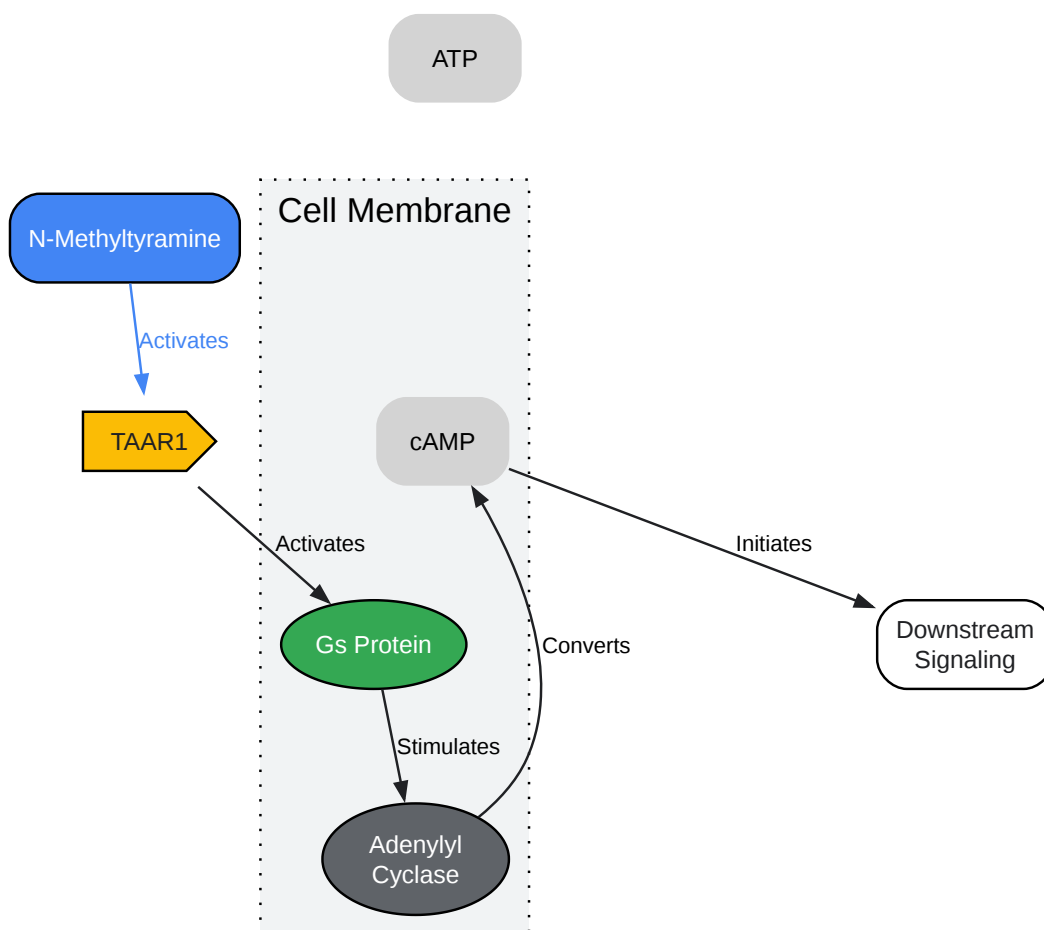 ATP
Cell Membrane
N-Methyltyramine
Activates
TAAR1
cAMP
Activates
Initiates
Gs Protein
Converts
Downstream
Signaling
Stimulates
Adenylyl
Cyclase